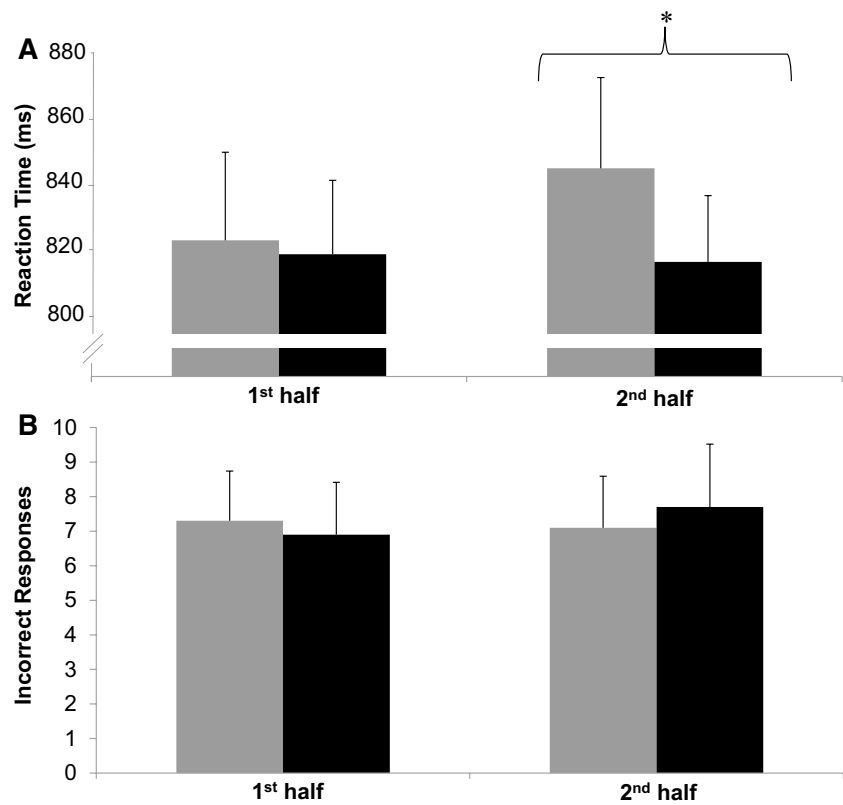 A
*
880
860
840
820
800
Reaction Time (ms)
1st half
2nd half
B
10
9
8
7
6
5
4
3
2
1
0
Incorrect Responses
1st half
2nd half